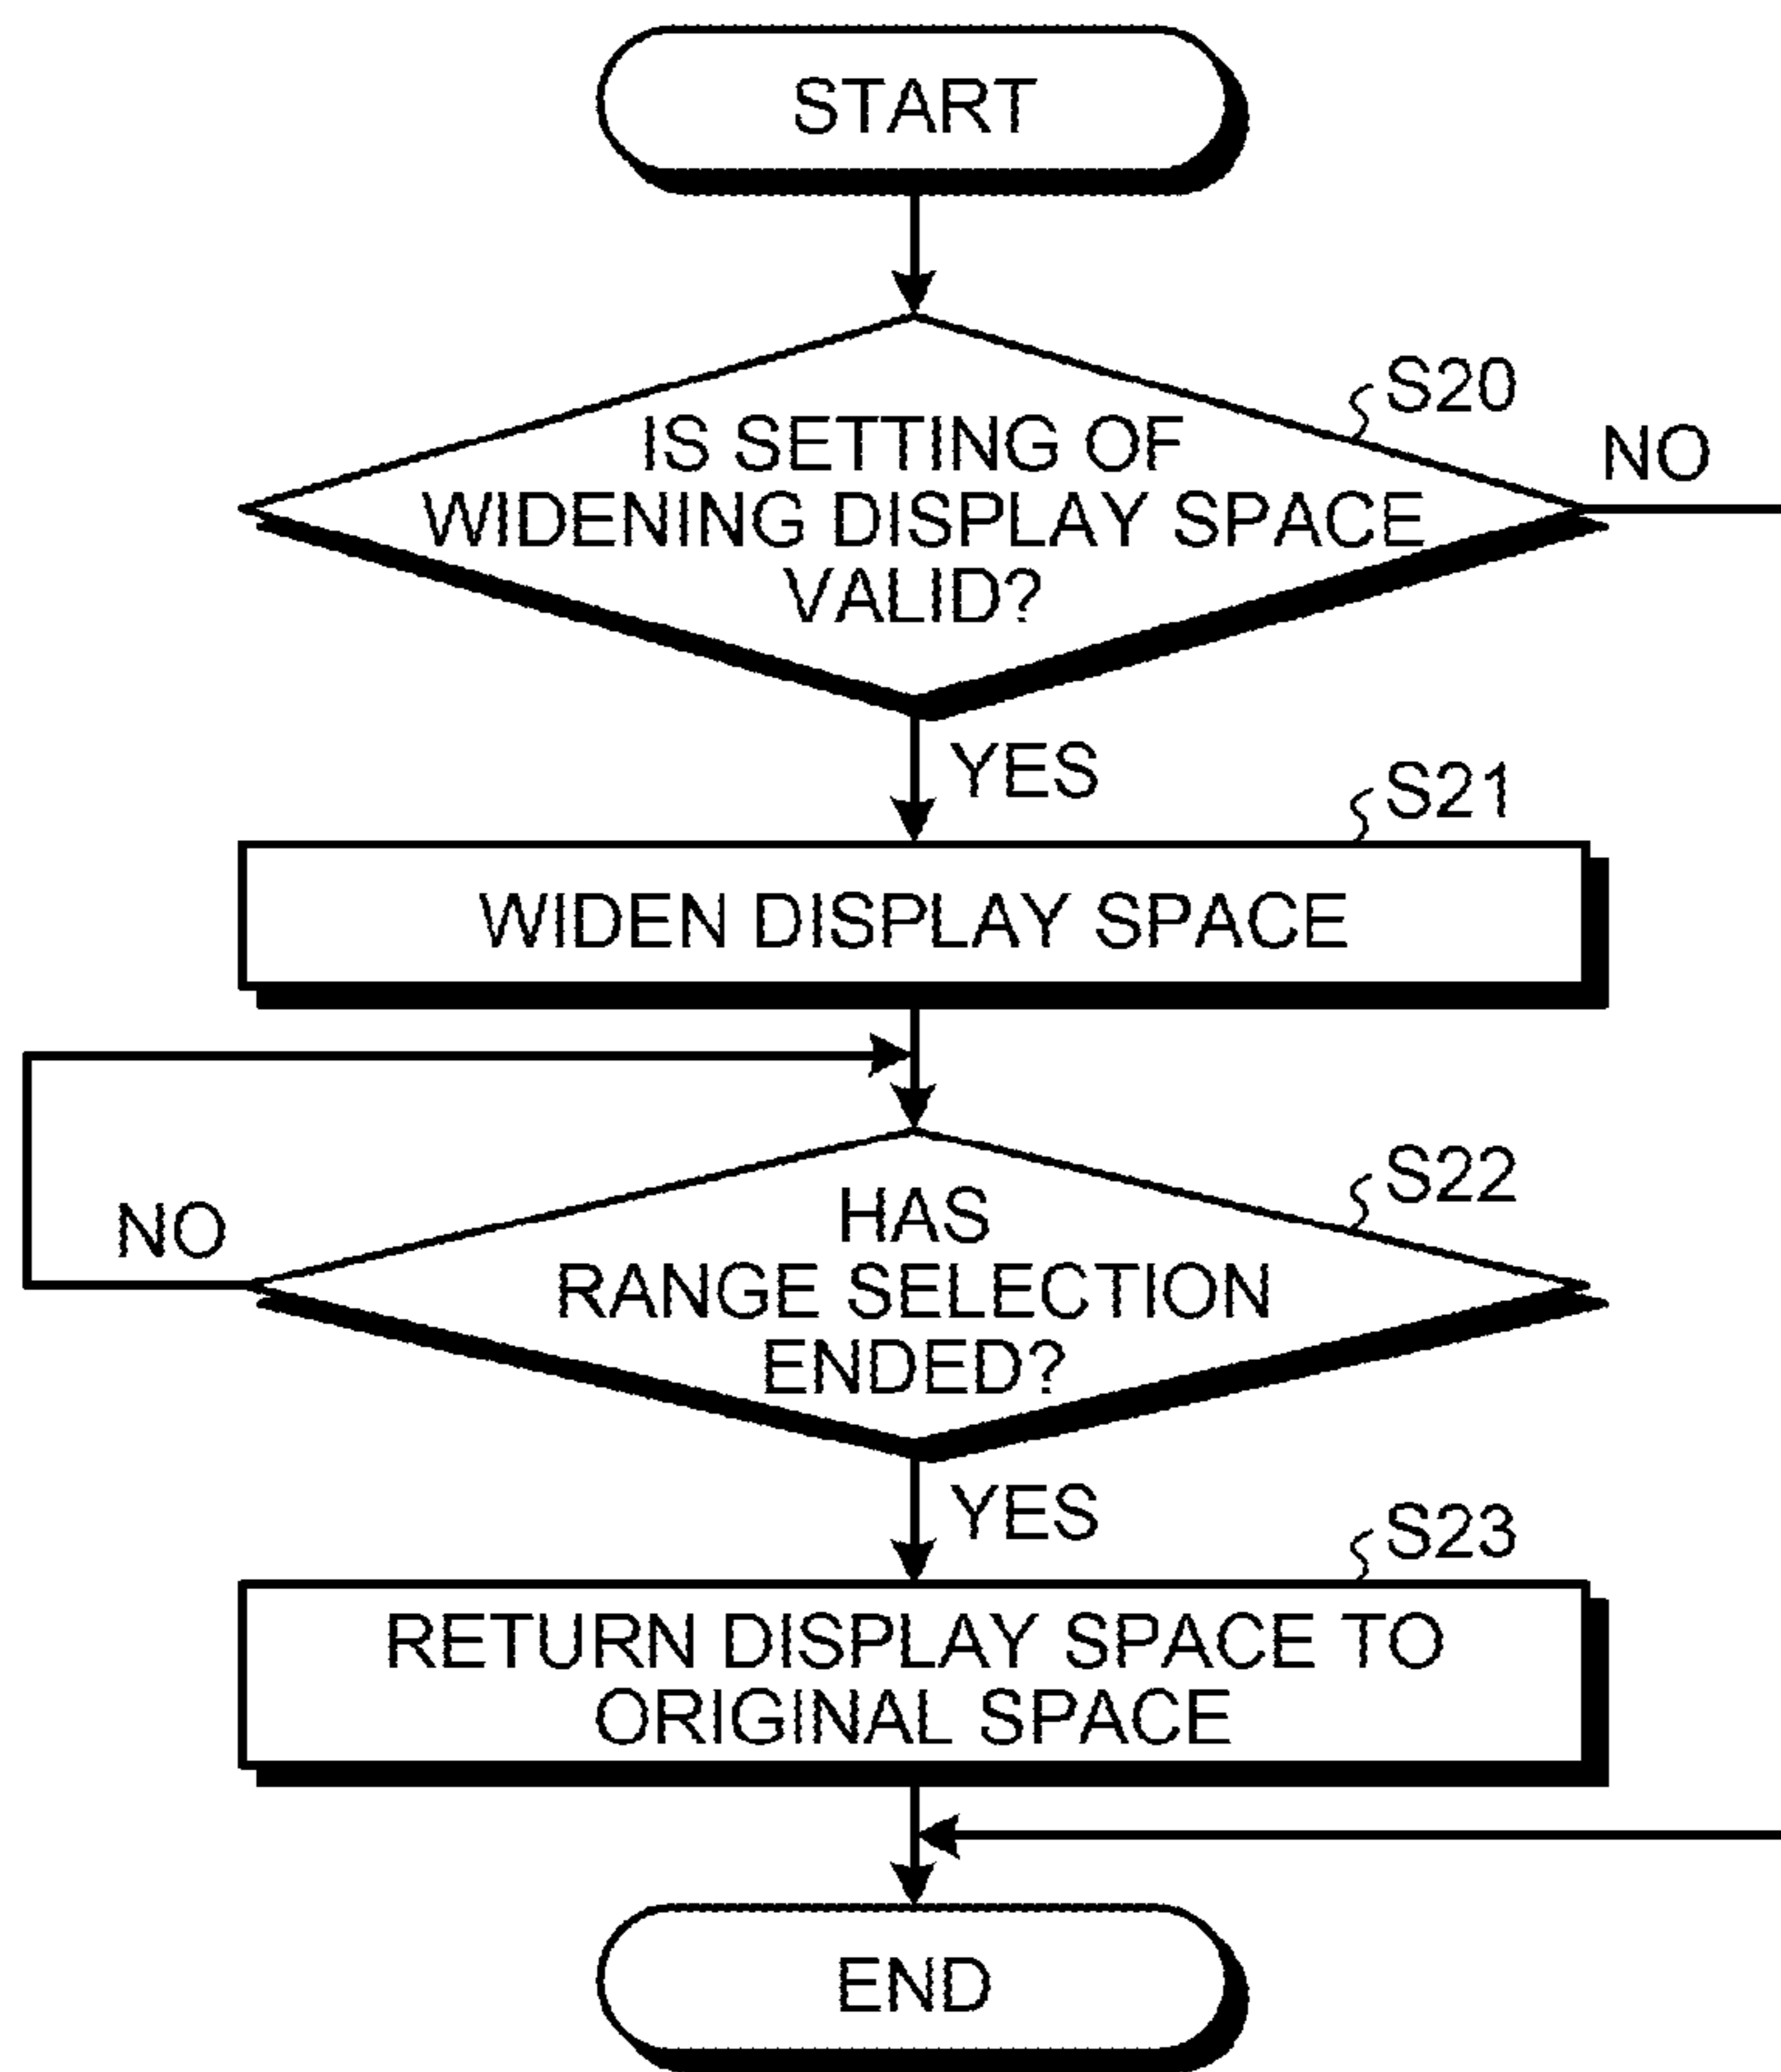 START
S20
IS SETTING OF
WIDENING DISPLAY SPACE
VALID?
NO
YES
S21
WIDEN DISPLAY SPACE
S22
HAS
RANGE SELECTION
ENDED?
NO
YES
S23
RETURN DISPLAY SPACE TO
ORIGINAL SPACE
END